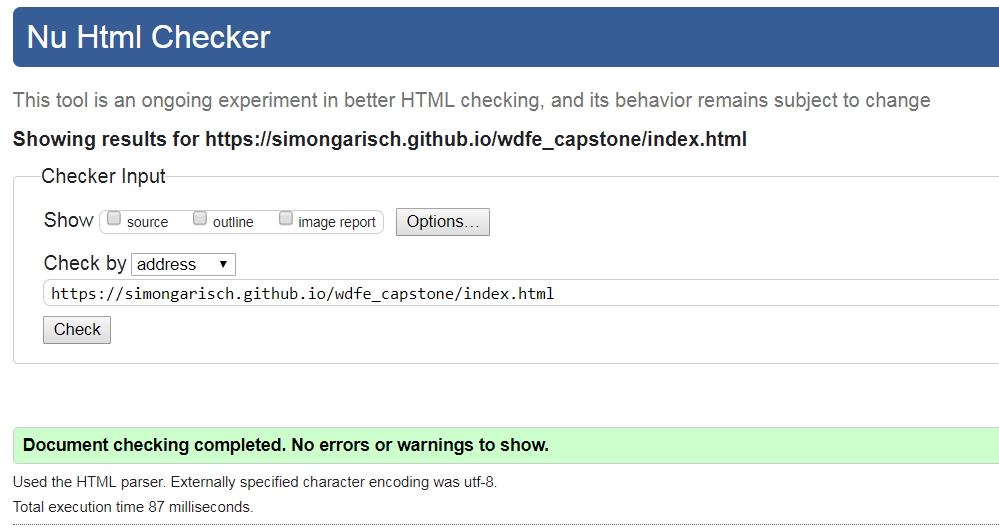 Nu Html Checker
This tool is an ongoing experiment in better HTML checking, and its behavior remains subject to change
Showing results for https://simongarisch.github.io/wdfe_capstone/index.html
Checker Input
Show source outline image report Options...
Check by address
https://simongarisch.github.io/wdfe_capstone/index.html
Check
Document checking completed. No errors or warnings to show.
Used the HTML parser. Externally specified character encoding was utf-8.
Total execution time 87 milliseconds.